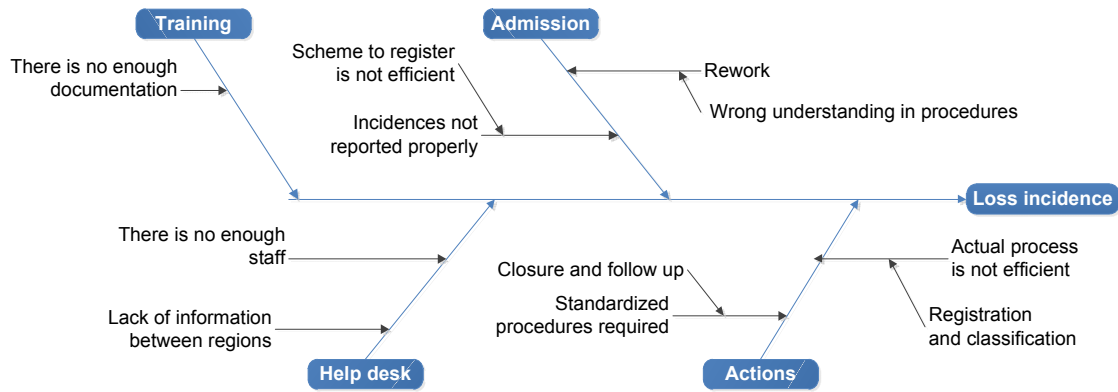 Training
Admission
There is no enough
documentation
Scheme to register
is not efficient
Rework
Wrong understanding in procedures
Incidences not
reported properly
Loss incidence
There is no enough
staff
Lack of information
between regions
Closure and follow up
Standardized
procedures required
Actual process
is not efficient
Registration
and classification
Help desk
Actions